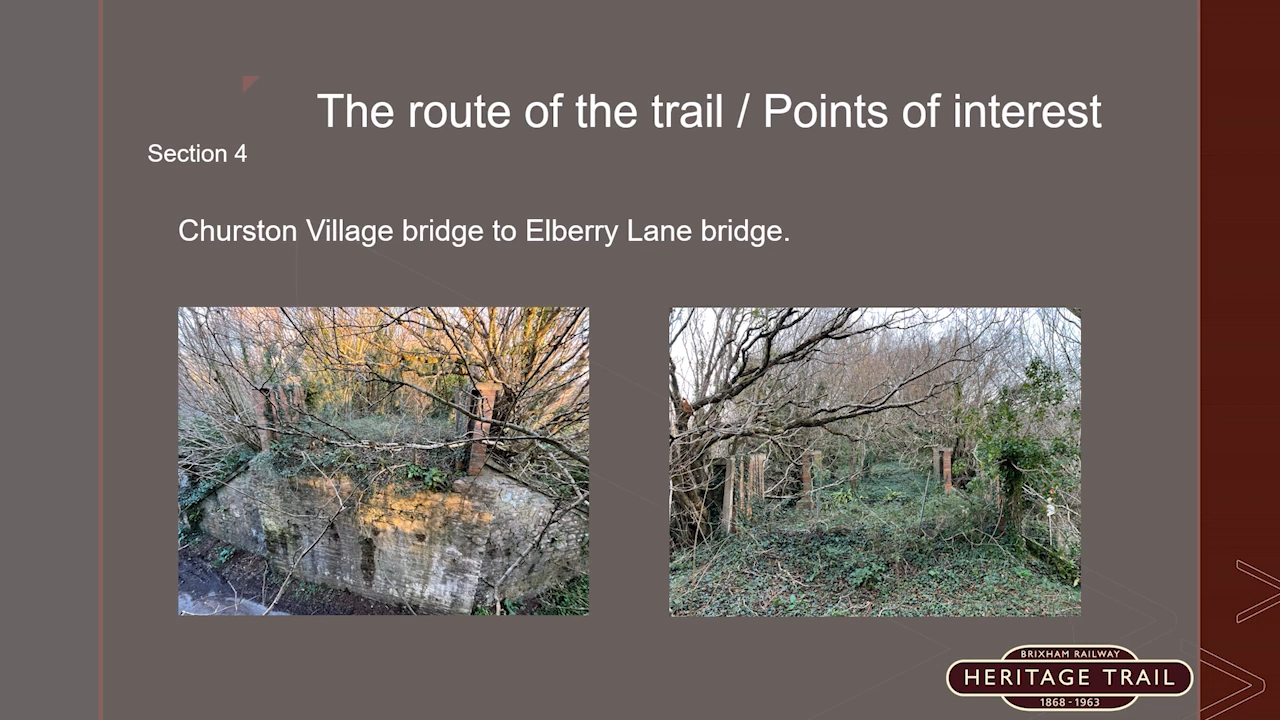 The route of the trail / Points of interest
Section 4
Churston Village bridge to Elberry Lane bridge.
BRIXHAM RAILWAY
HERITAGE TRAIL
1868 - 1963